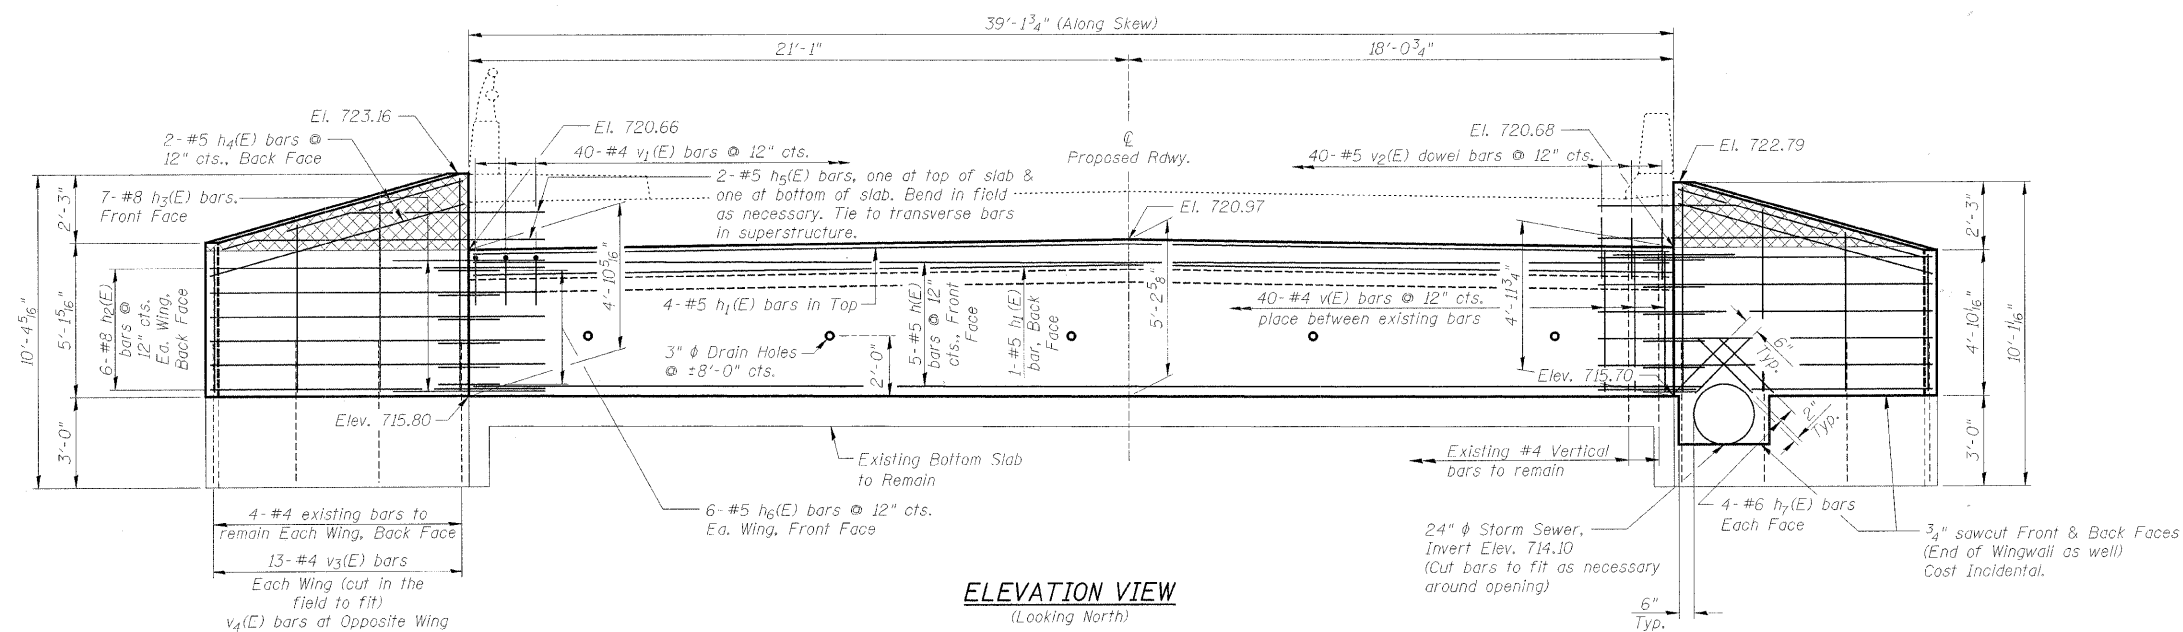 39'-1 3/4" (Along Skew)
21'-1"
18'-0 3/4"
El. 723.16
2- #5 h4(E) bars @
12" cts., Back Face
7- #8 h3(E) bars,
Front Face
El. 720.66
40- #4 v1(E) bars @ 12" cts.
2- #5 h5(E) bars, one at top of slab &
one at bottom of slab. Bend in field
as necessary. Tie to transverse bars
in superstructure.
℄
Proposed Rdwy.
El. 720.97
El. 720.68
40- #5 v2(E) dowel bars @ 12" cts.
El. 722.79
2'-3"
5'-1 5/16"
10'-4 5/16"
3'-0"
6- #8 h2(E)
bars @
12" cts.
Ea. Wing,
Back Face
4'-10 5/16"
4- #5 h1(E) bars in Top
3" ϕ Drain Holes
@ ±8'-0" cts.
2'-0"
5- #5 h(E)
bars @ 12"
cts., Front
Face
1- #5 h1(E)
bar, Back
Face
5'-2 5/8"
40- #4 v(E) bars @ 12" cts.
place between existing bars
4'-11 3/4"
6"
Typ.
2"
Typ.
2'-3"
4'-10 1/16"
10'-1 1/16"
3'-0"
Elev. 715.80
Elev. 715.70
Existing Bottom Slab
to Remain
Existing #4 Vertical
bars to remain
6- #5 h6(E) bars @ 12" cts.
Ea. Wing, Front Face
4- #4 existing bars to
remain Each Wing, Back Face
13- #4 v3(E) bars
Each Wing (cut in the
field to fit)
v4(E) bars at Opposite Wing
24" ϕ Storm Sewer,
Invert Elev. 714.10
(Cut bars to fit as necessary
around opening)
4- #6 h7(E) bars
Each Face
3/4" sawcut Front & Back Faces
(End of Wingwall as well)
Cost Incidental.
6"
Typ.
ELEVATION VIEW
(Looking North)